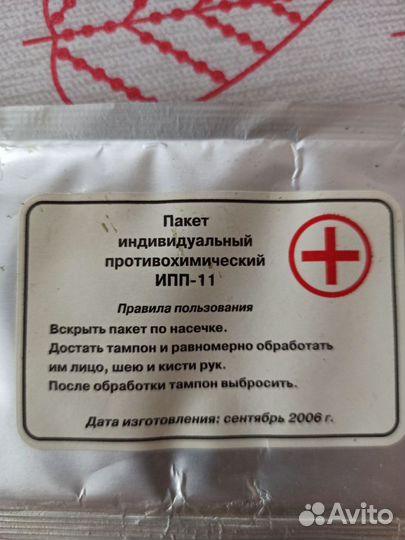 Пакет
индивидуальный
противохимический
ИПП-11
Правила пользования
Вскрыть пакет по насечке.
Достать тампон и равномерно обработать
им лицо, шею и кисти рук.
После обработки тампон выбросить.
Дата изготовления: сентябрь 2006 г.
Avito